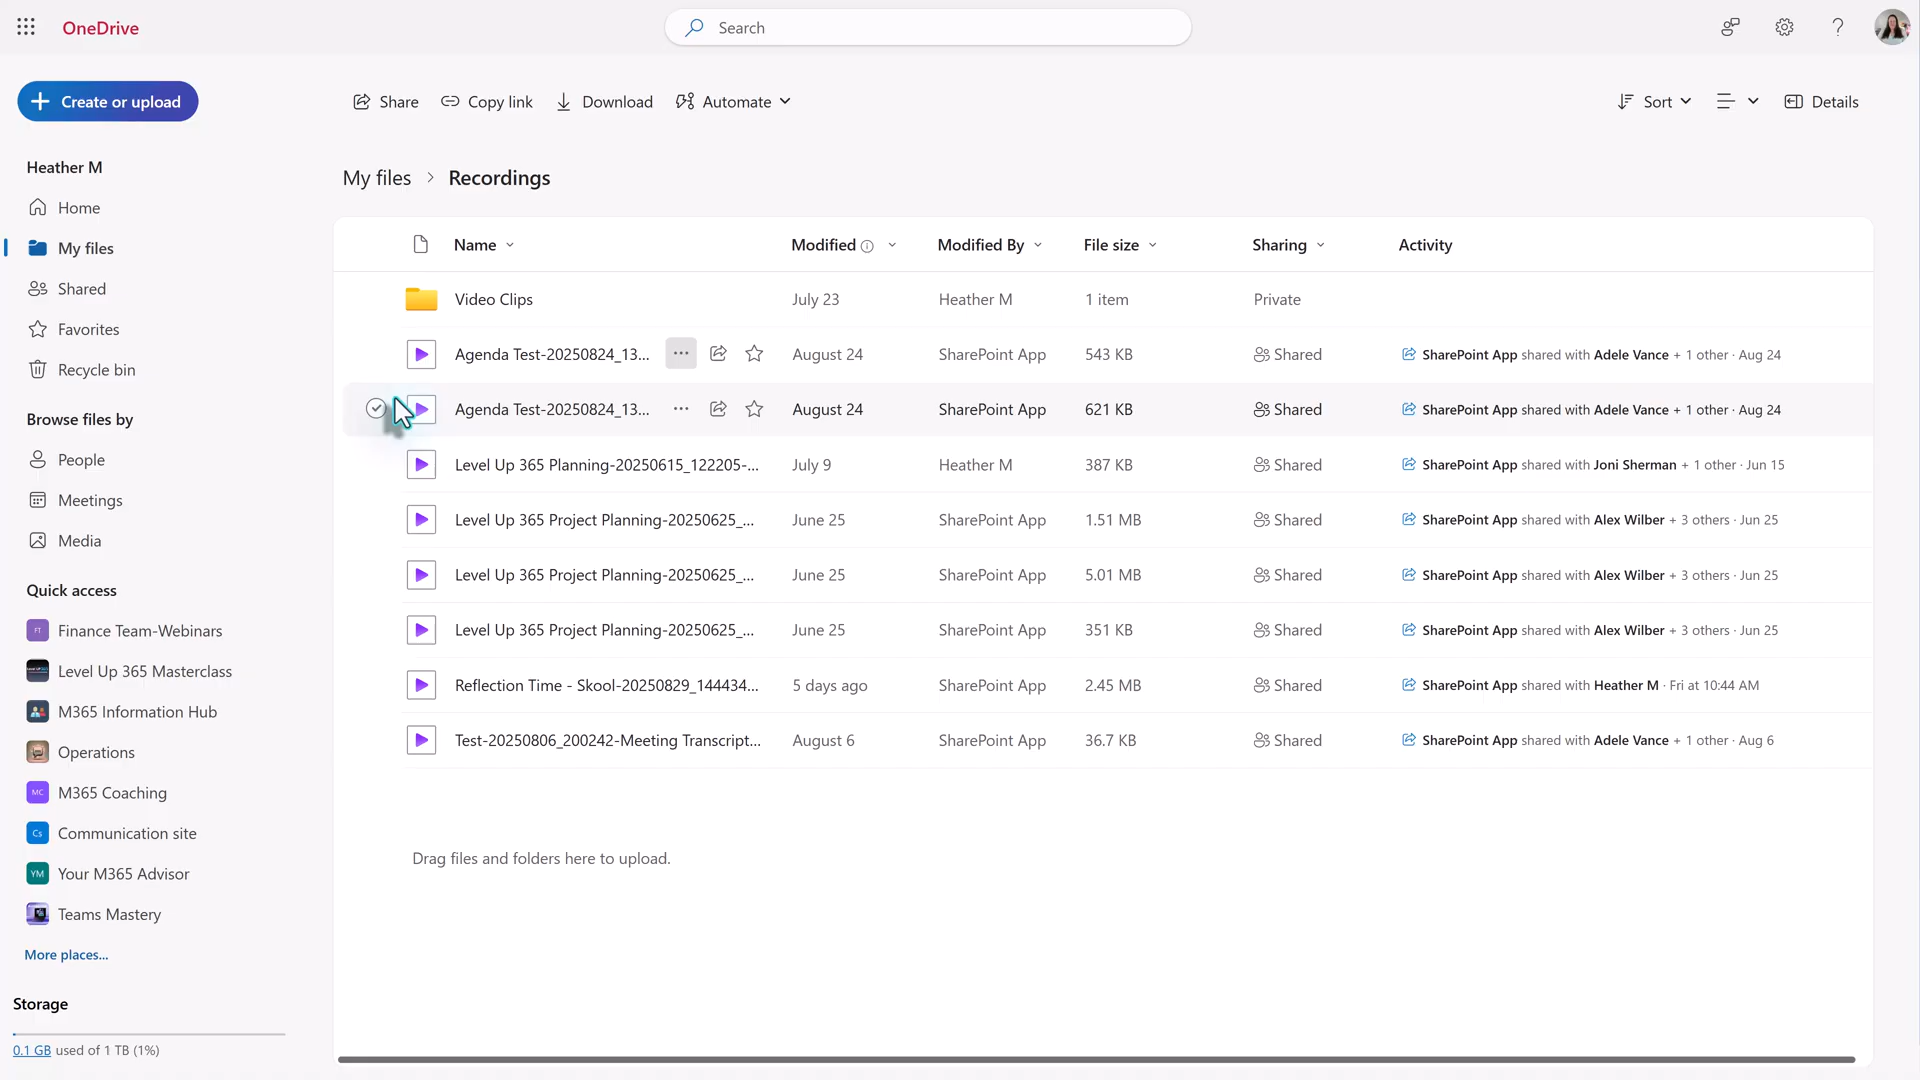 OneDrive
Search
Create or upload
Share Copy link Download Automate
Sort Details
Heather M
Home
My files
Shared
Favorites
Recycle bin
Browse files by
People
Meetings
Media
Quick access
FT Finance Team-Webinars
Level Up 365 Masterclass
M365 Information Hub
Operations
MC M365 Coaching
Cs Communication site
YM Your M365 Advisor
Teams Mastery
More places...
Storage
0.1 GB used of 1 TB (1%)
My files > Recordings
Name Modified Modified By File size Sharing Activity
Video Clips July 23 Heather M 1 item Private
Agenda Test-20250824_13... August 24 SharePoint App 543 KB Shared SharePoint App shared with Adele Vance + 1 other · Aug 24
Agenda Test-20250824_13... August 24 SharePoint App 621 KB Shared SharePoint App shared with Adele Vance + 1 other · Aug 24
Level Up 365 Planning-20250615_122205-... July 9 Heather M 387 KB Shared SharePoint App shared with Joni Sherman + 1 other · Jun 15
Level Up 365 Project Planning-20250625_... June 25 SharePoint App 1.51 MB Shared SharePoint App shared with Alex Wilber + 3 others · Jun 25
Level Up 365 Project Planning-20250625_... June 25 SharePoint App 5.01 MB Shared SharePoint App shared with Alex Wilber + 3 others · Jun 25
Level Up 365 Project Planning-20250625_... June 25 SharePoint App 351 KB Shared SharePoint App shared with Alex Wilber + 3 others · Jun 25
Reflection Time - Skool-20250829_144434... 5 days ago SharePoint App 2.45 MB Shared SharePoint App shared with Heather M · Fri at 10:44 AM
Test-20250806_200242-Meeting Transcript... August 6 SharePoint App 36.7 KB Shared SharePoint App shared with Adele Vance + 1 other · Aug 6
Drag files and folders here to upload.